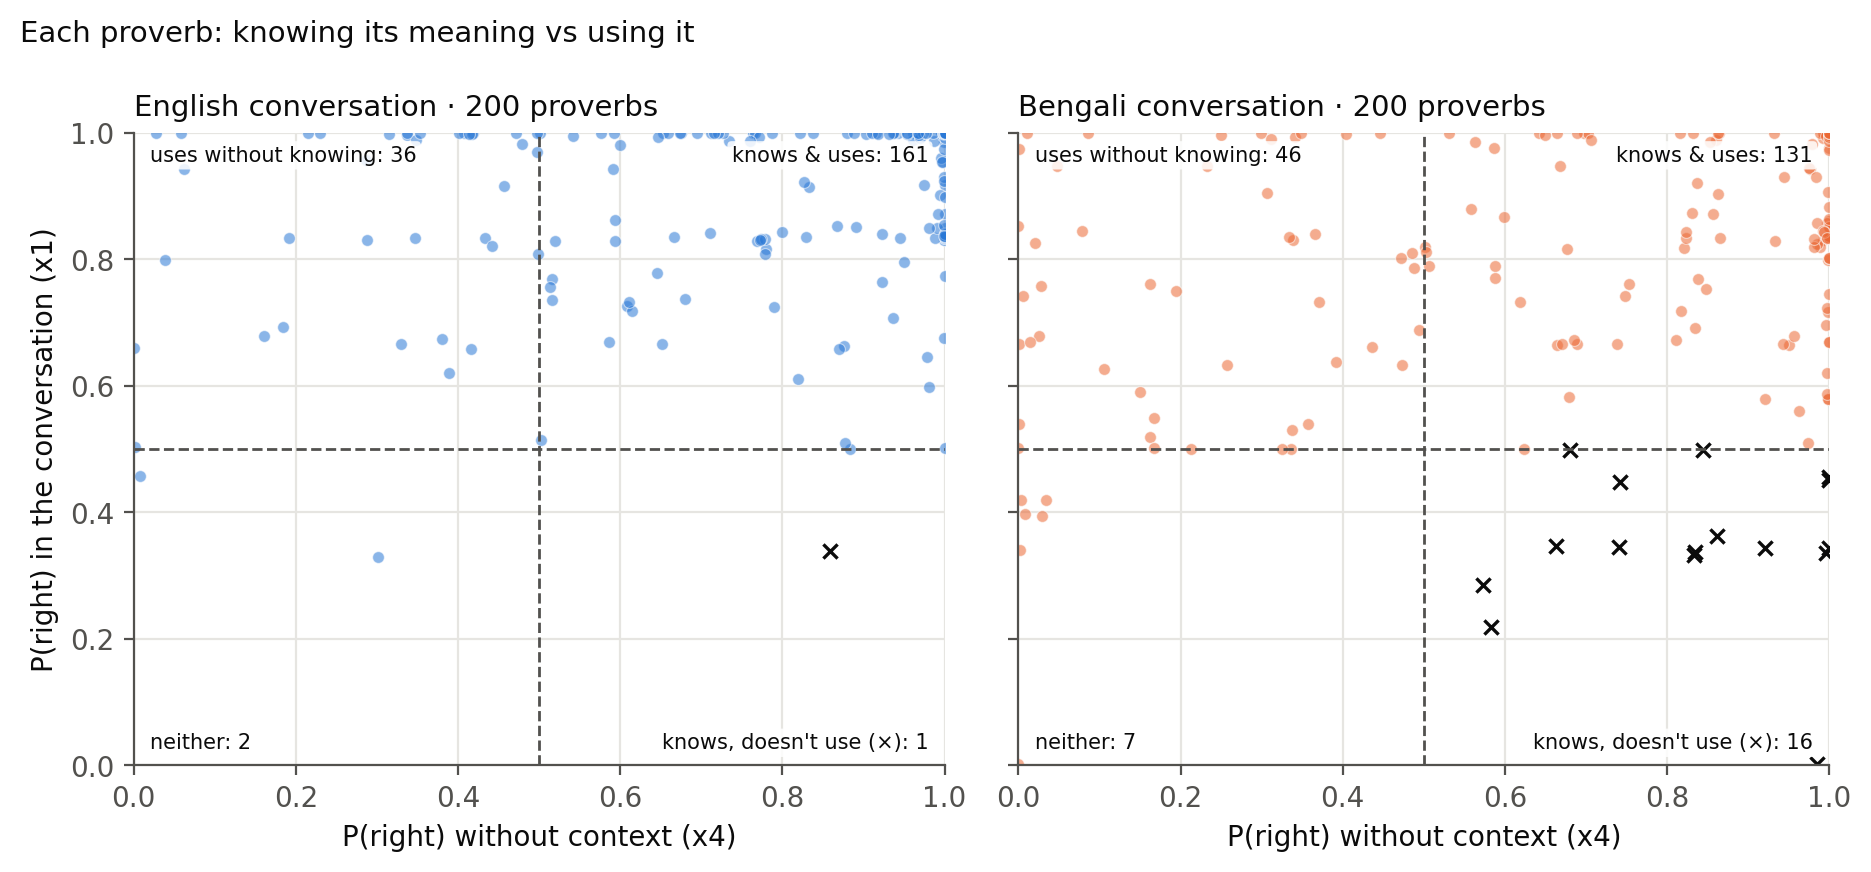 Each proverb: knowing its meaning vs using it
English conversation · 200 proverbs
1.0
0.8
0.6
0.4
0.2
0.0
P(right) in the conversation (x1)
uses without knowing: 36
knows & uses: 161
neither: 2
knows, doesn't use (×): 1
0.0 0.2 0.4 0.6 0.8 1.0
P(right) without context (x4)
Bengali conversation · 200 proverbs
uses without knowing: 46
knows & uses: 131
neither: 7
knows, doesn't use (×): 16
0.0 0.2 0.4 0.6 0.8 1.0
P(right) without context (x4)